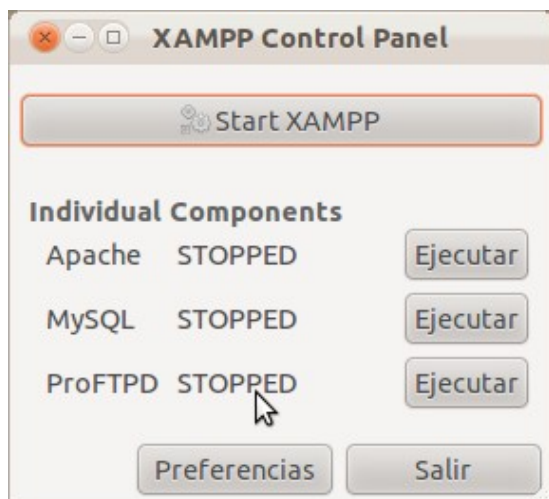 XAMPP Control Panel
Start XAMPP
Individual Components
Apache STOPPED Ejecutar
MySQL STOPPED Ejecutar
ProFTPD STOPPED Ejecutar
Preferencias Salir